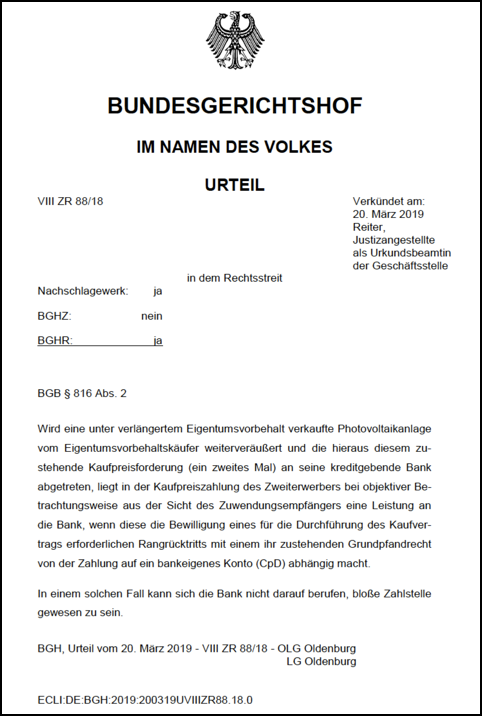 BUNDESGERICHTSHOF
IM NAMEN DES VOLKES
URTEIL
VIII ZR 88/18
Verkündet am:
20. März 2019
Reiter,
Justizangestellte
als Urkundsbeamtin
der Geschäftsstelle
in dem Rechtsstreit
Nachschlagewerk: ja
BGHZ: nein
BGHR: ja
BGB § 816 Abs. 2
Wird eine unter verlängertem Eigentumsvorbehalt verkaufte Photovoltaikanlage
vom Eigentumsvorbehaltskäufer weiterveräußert und die hieraus diesem zu-
stehende Kaufpreisforderung (ein zweites Mal) an seine kreditgebende Bank
abgetreten, liegt in der Kaufpreiszahlung des Zweiterwerbers bei objektiver Be-
trachtungsweise aus der Sicht des Zuwendungsempfängers eine Leistung an
die Bank, wenn diese die Bewilligung eines für die Durchführung des Kaufver-
trags erforderlichen Rangrücktritts mit einem ihr zustehenden Grundpfandrecht
von der Zahlung auf ein bankeigenes Konto (CpD) abhängig macht.
In einem solchen Fall kann sich die Bank nicht darauf berufen, bloße Zahlstelle
gewesen zu sein.
BGH, Urteil vom 20. März 2019 - VIII ZR 88/18 - OLG Oldenburg
LG Oldenburg
ECLI:DE:BGH:2019:200319UVIIIZR88.18.0